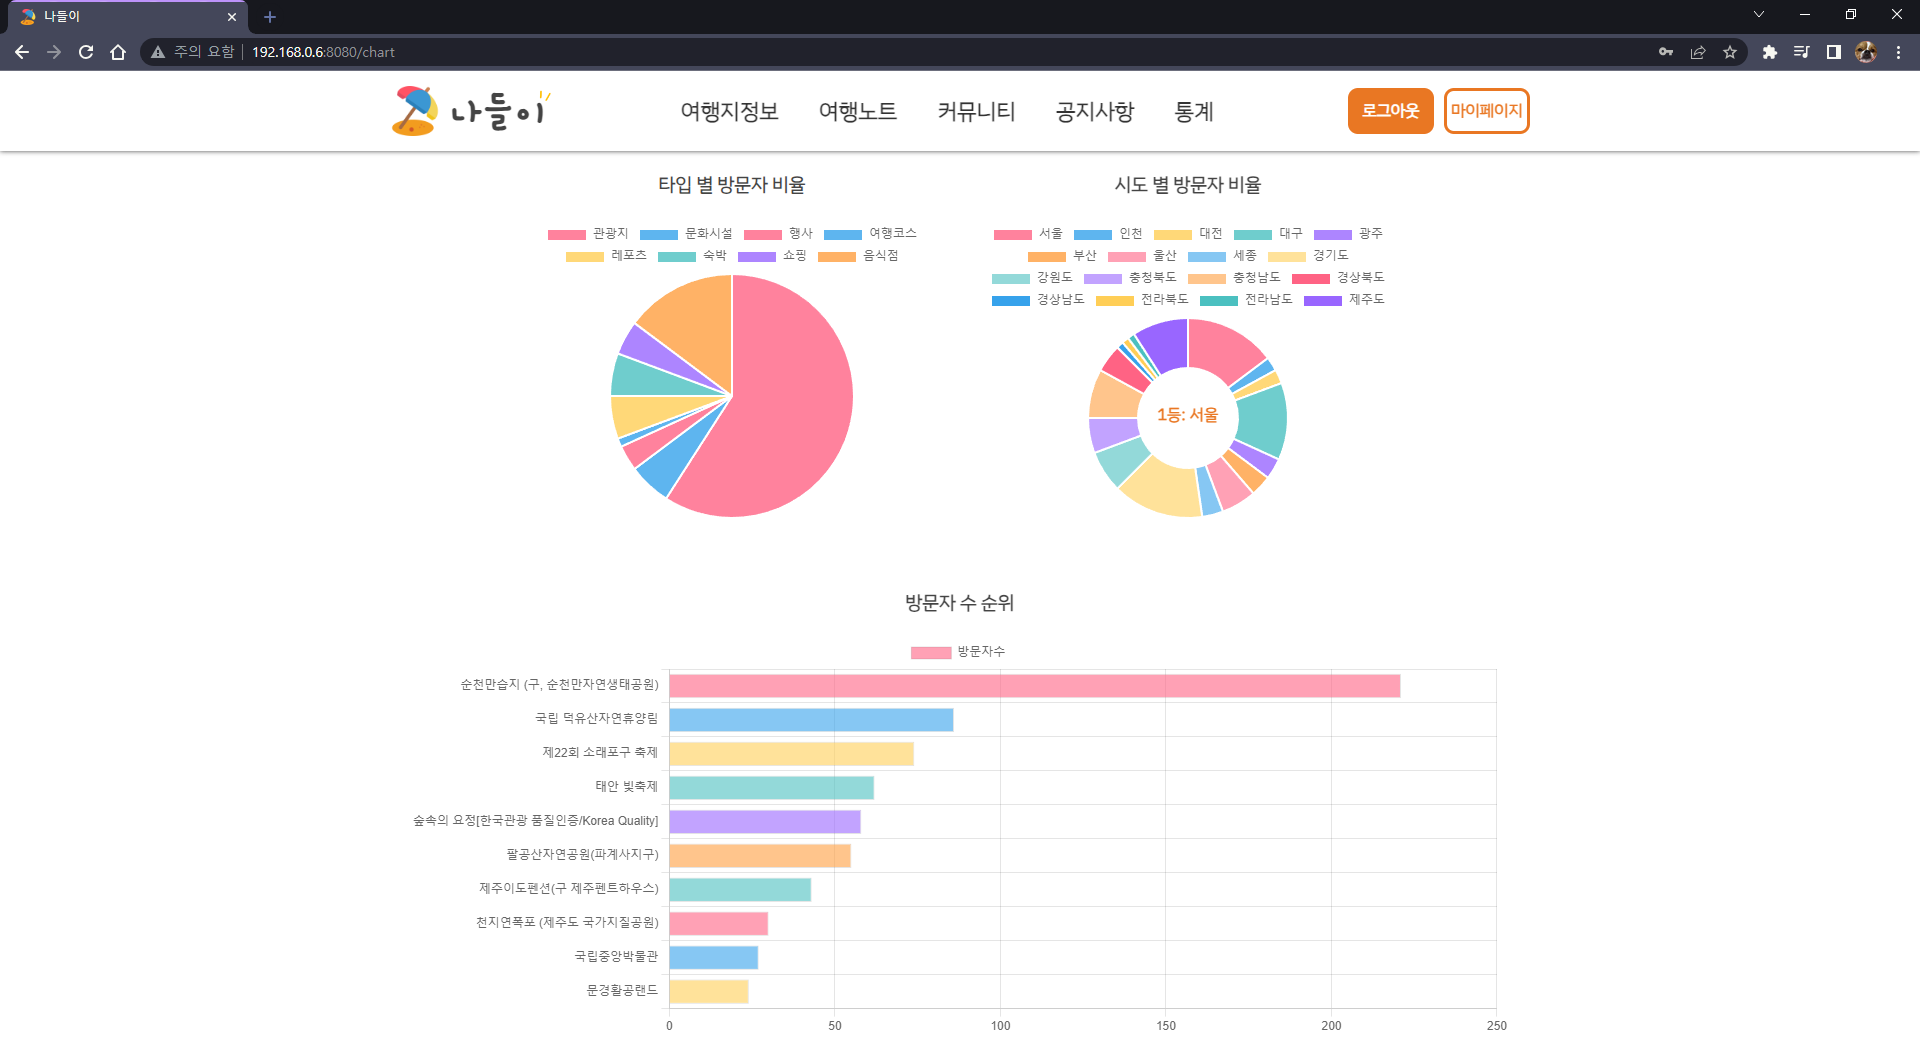 나들이
주의 요함 192.168.0.6:8080/chart
나들이 여행지정보 여행노트 커뮤니티 공지사항 통계 로그아웃 마이페이지
타입 별 방문자 비율
관광지 문화시설 행사 여행코스
레포츠 숙박 쇼핑 음식점
시도 별 방문자 비율
서울 인천 대전 대구 광주
부산 울산 세종 경기도
강원도 충청북도 충청남도 경상북도
경상남도 전라북도 전라남도 제주도
1등: 서울
방문자 수 순위
방문자수
순천만습지 (구, 순천만자연생태공원)
국립 덕유산자연휴양림
제22회 소래포구 축제
태안 빛축제
숲속의 요정[한국관광 품질인증/Korea Quality]
팔공산자연공원(파계사지구)
제주이도펜션(구 제주펜트하우스)
천지연폭포 (제주도 국가지질공원)
국립중앙박물관
문경활공랜드
0 50 100 150 200 250